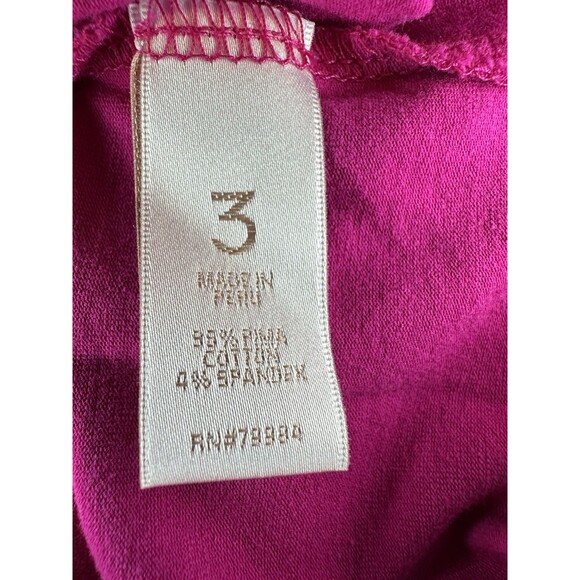 3
MADE IN
PERU
96% PIMA
COTTON
4% SPANDEX
RN#79984